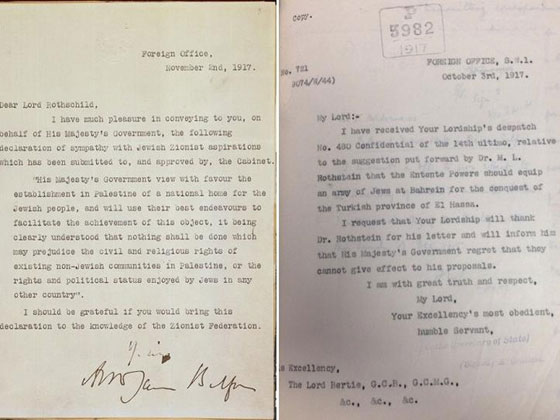 Foreign Office,
November 2nd, 1917.
Dear Lord Rothschild,
I have much pleasure in conveying to you, on
behalf of His Majesty's Government, the following
declaration of sympathy with Jewish Zionist aspirations
which has been submitted to, and approved by, the Cabinet.
"His Majesty's Government view with favour the
establishment in Palestine of a national home for the
Jewish people, and will use their best endeavours to
facilitate the achievement of this object, it being
clearly understood that nothing shall be done which
may prejudice the civil and religious rights of
existing non-Jewish communities in Palestine, or the
rights and political status enjoyed by Jews in any
other country".
I should be grateful if you would bring this
declaration to the knowledge of the Zionist Federation.
COPY.
5982
1917
No. 781
FOREIGN OFFICE, S.W.1.
October 3rd, 1917.
My Lord:-
I have received Your Lordship's despatch
No. 480 Confidential of the 14th ultimo, relative
to the suggestion put forward by Dr. M. L.
Rothstein that the Entente Powers should equip
an army of Jews at Bahrein for the conquest of
the Turkish province of El Hassa.
I request that Your Lordship will thank
Dr. Rothstein for his letter and will inform him
that His Majesty's Government regret that they
cannot give effect to his proposals.
I am with great truth and respect,
My Lord,
Your Excellency's most obedient,
humble Servant,
s Excellency,
The Lord Bertie, G.C.B., G.C.M.G.,
&c., &c., &c.